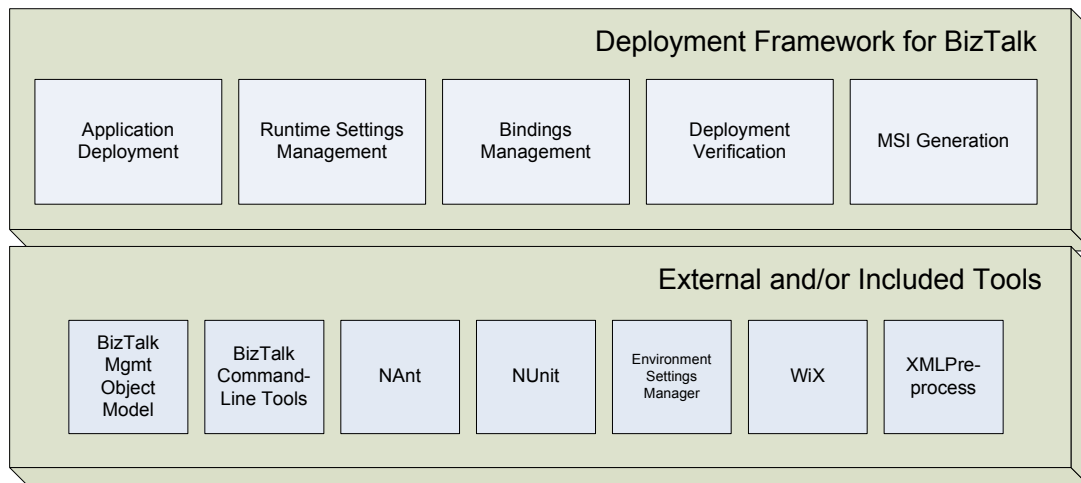 Deployment Framework for BizTalk
Application
Deployment
Runtime Settings
Management
Bindings
Management
Deployment
Verification
MSI Generation
External and/or Included Tools
BizTalk
Mgmt
Object
Model
BizTalk
Command-
Line Tools
NAnt
NUnit
Environment
Settings
Manager
WiX
XMLPre-
process